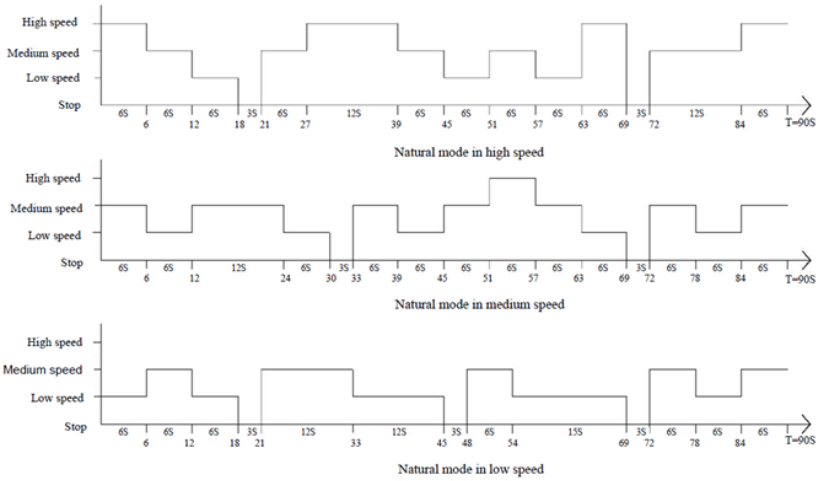 High speed
Medium speed
Low speed
Stop
6S 6S 6S 3S 6S 12S 6S 6S 6S 6S 6S 3S 12S 6S
6 12 18 21 27 39 45 51 57 63 69 72 84 T=90S
Natural mode in high speed
High speed
Medium speed
Low speed
Stop
6S 6S 12S 6S 3S 6S 6S 6S 6S 6S 6S 3S 6S 6S 6S
6 12 24 30 33 39 45 51 57 63 69 72 78 84 T=90S
Natural mode in medium speed
High speed
Medium speed
Low speed
Stop
6S 6S 6S 3S 12S 12S 3S 6S 15S 3S 6S 6S 6S
6 12 18 21 33 45 48 54 69 72 78 84 T=90S
Natural mode in low speed